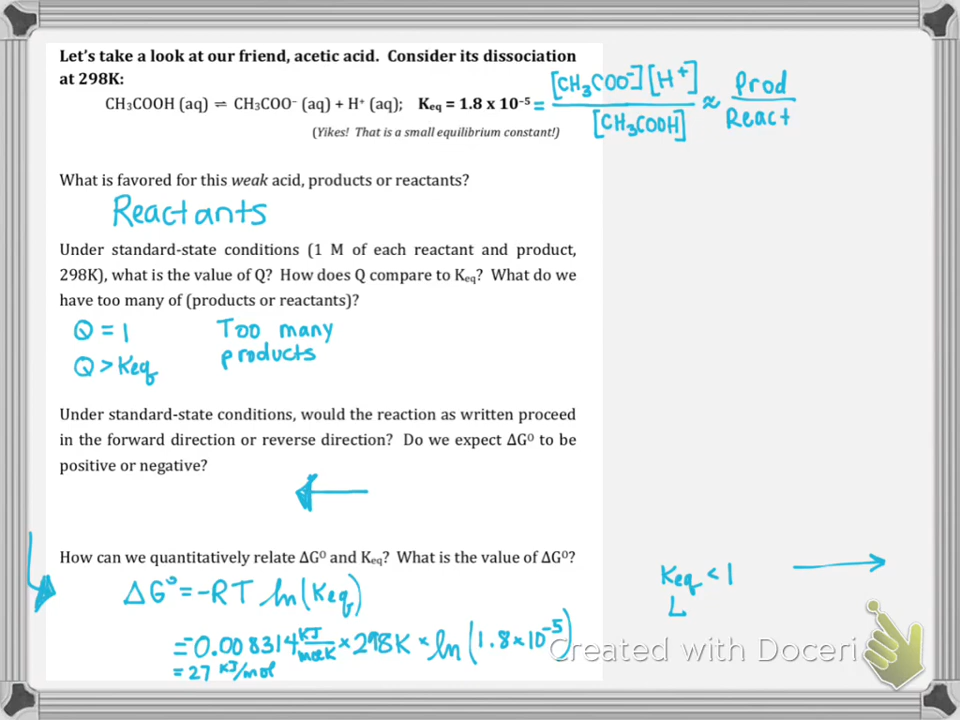 Let's take a look at our friend, acetic acid. Consider its dissociation
at 298K:
CH₃COOH (aq) ⇌ CH₃COO⁻ (aq) + H⁺ (aq); Keq = 1.8 x 10⁻⁵ = [CH₃COO⁻][H⁺] / [CH₃COOH] ≈ Prod / React
(Yikes! That is a small equilibrium constant!)
What is favored for this weak acid, products or reactants?
Reactants
Under standard-state conditions (1 M of each reactant and product,
298K), what is the value of Q? How does Q compare to Keq? What do we
have too many of (products or reactants)?
Q = 1 Too many
Q > Keq products
Under standard-state conditions, would the reaction as written proceed
in the forward direction or reverse direction? Do we expect ΔG⁰ to be
positive or negative?
←
How can we quantitatively relate ΔG⁰ and Keq? What is the value of ΔG⁰?
ΔG° = -RT ln(Keq)
Keq < 1 →
= -0.008314 KJ/mol K × 298K × ln(1.8×10⁻⁵)
= 27 KJ/mol
Created with Doceri